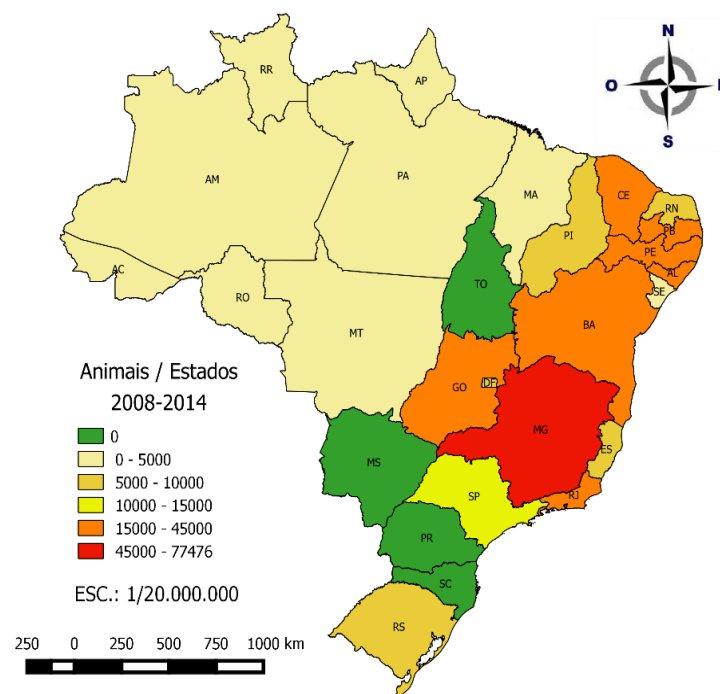 N
O
S
RR
AP
AM
PA
MA
CE
RN
PB
PI
PE
AL
SE
AC
RO
TO
BA
MT
GO
DF
MG
ES
MS
SP
RJ
PR
SC
RS
Animais / Estados
2008-2014
0
0 - 5000
5000 - 10000
10000 - 15000
15000 - 45000
45000 - 77476
ESC.: 1/20.000.000
250 0 250 500 750 1000 km